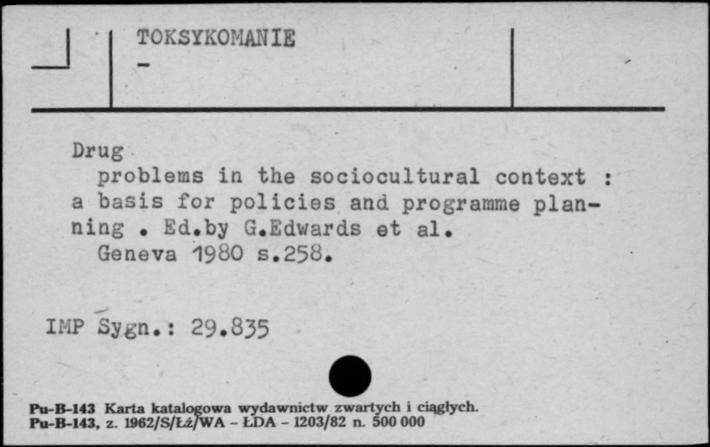 TOKSYKOMANIE
-
Drug
problems in the sociocultural context :
a basis for policies and programme plan-
ning . Ed.by G.Edwards et al.
Geneva 1980 s.258.
IMP Sygn.: 29.835
Pu-B-143 Karta katalogowa wydawnictw zwartych i ciągłych.
Pu-B-143, z. 1962/S/Łż/WA - ŁDA - 1203/82 n. 500 000